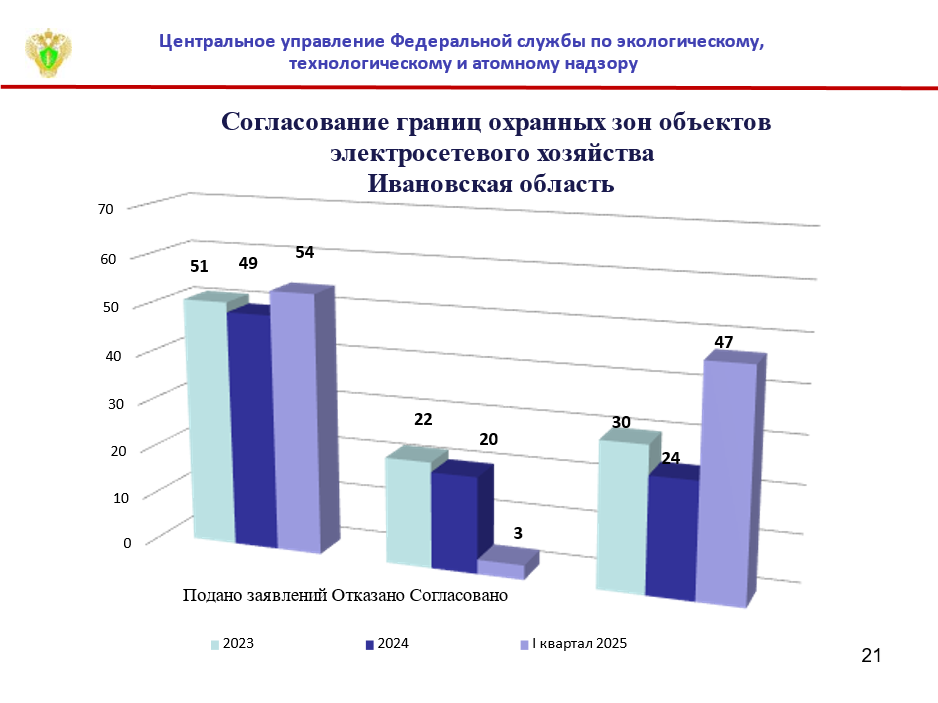 Центральное управление Федеральной службы по экологическому,
технологическому и атомному надзору
Согласование границ охранных зон объектов
электросетевого хозяйства
Ивановская область
70
60
50
40
30
20
10
0
51
49
54
22
20
3
30
24
47
Подано заявлений Отказано Согласовано
2023
2024
I квартал 2025
21